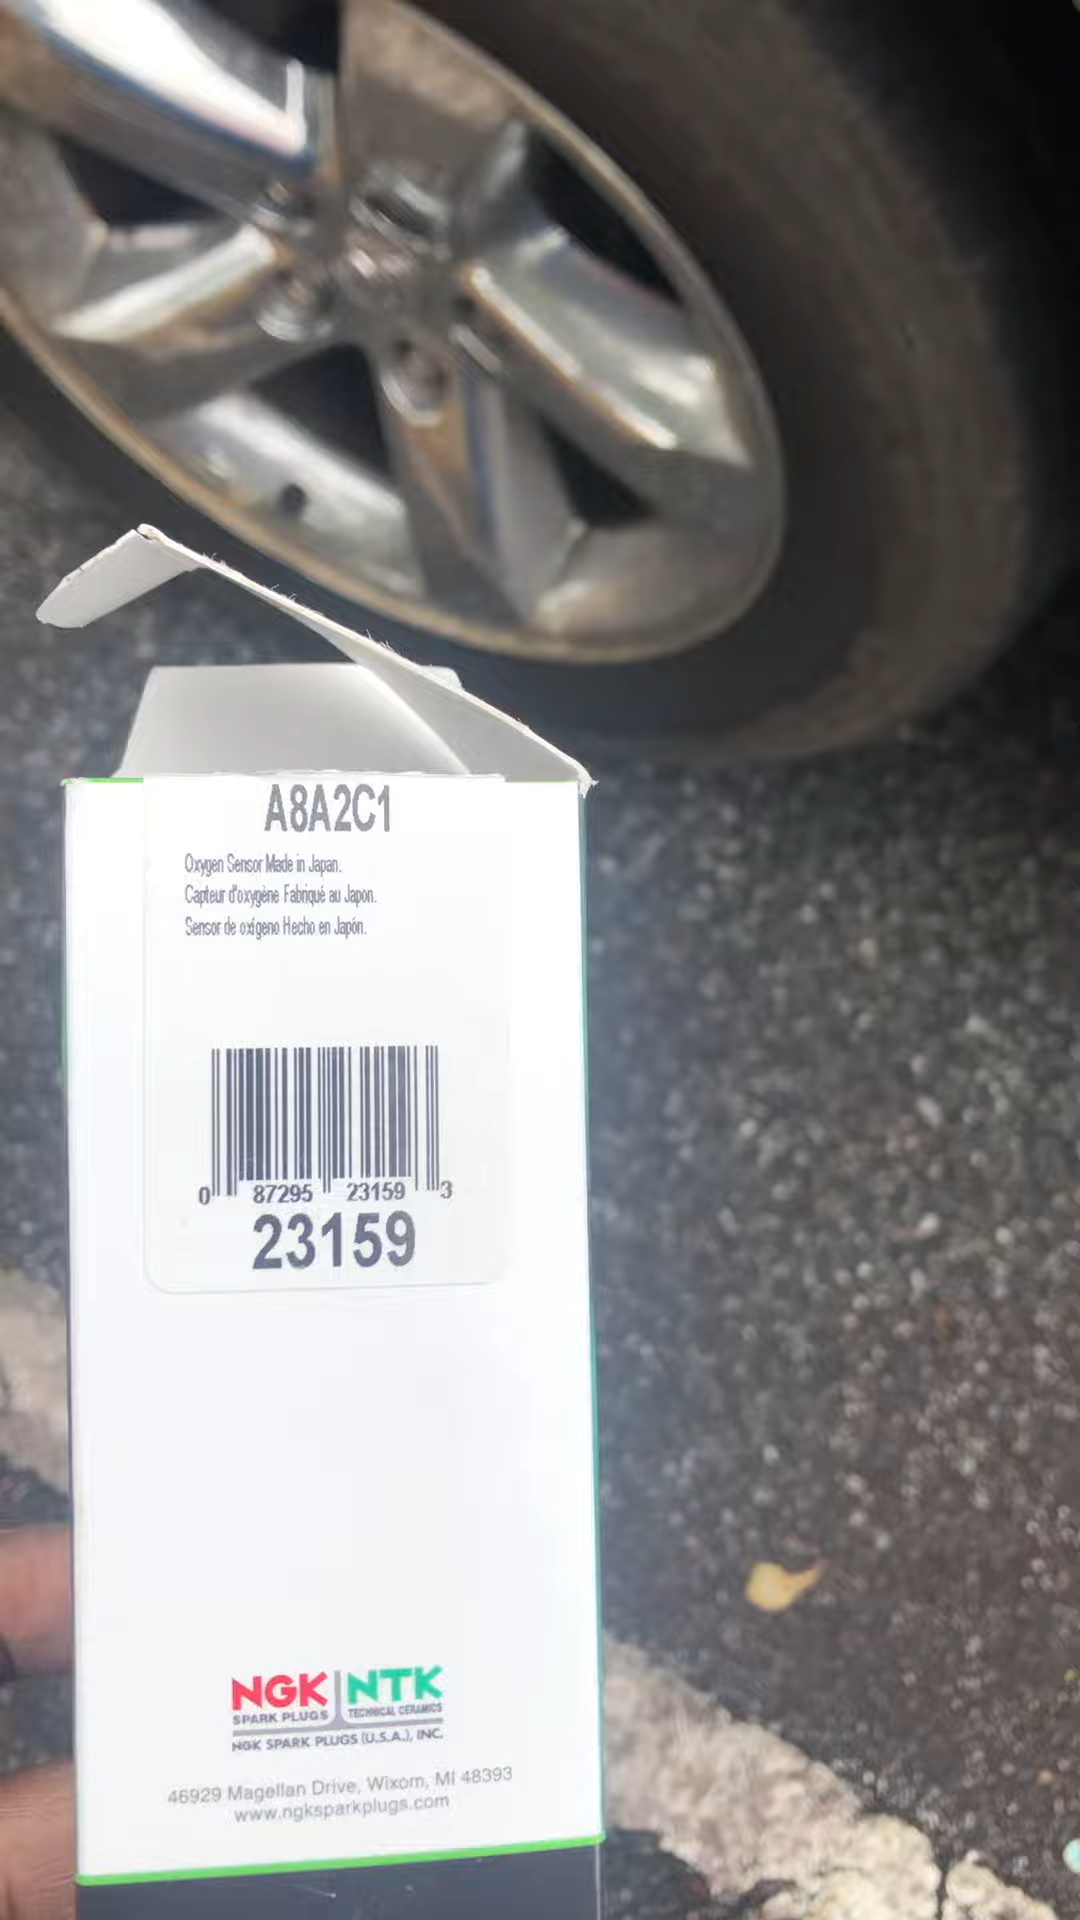 A8A2C1
Oxygen Sensor Made in Japan.
Capteur d'oxygène Fabriqué au Japon.
Sensor de oxígeno Hecho en Japón.
0 87295 23159 3
23159
NGK NTK
SPARK PLUGS TECHNICAL CERAMICS
NGK SPARK PLUGS (U.S.A.), INC.
46929 Magellan Drive, Wixom, MI 48393
www.ngksparkplugs.com